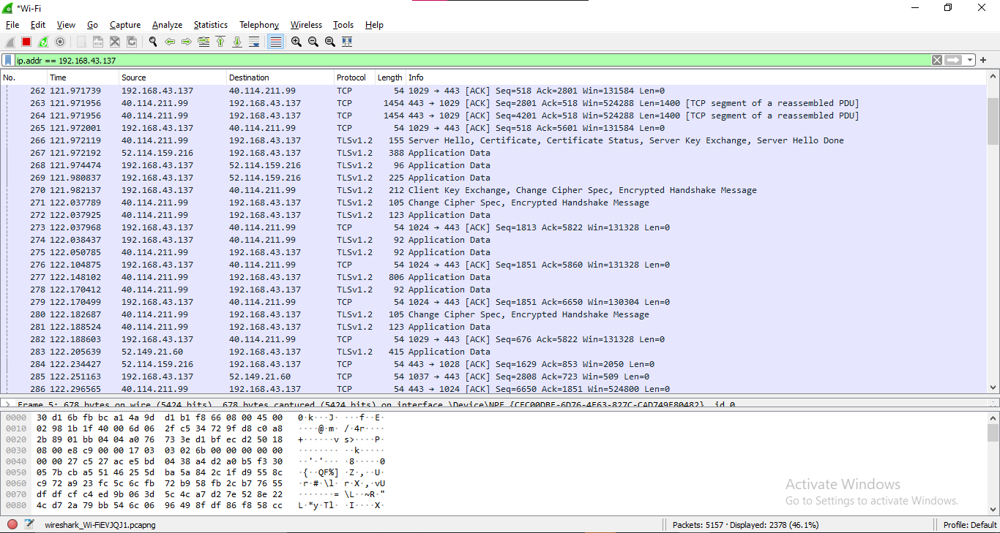 *Wi-Fi
File Edit View Go Capture Analyze Statistics Telephony Wireless Tools Help
ip.addr == 192.168.43.137
No. Time Source Destination Protocol Length Info
262 121.971739 192.168.43.137 40.114.211.99 TCP 54 1029 → 443 [ACK] Seq=518 Ack=2801 Win=131584 Len=0
263 121.971956 40.114.211.99 192.168.43.137 TCP 1454 443 → 1029 [ACK] Seq=2801 Ack=518 Win=524288 Len=1400 [TCP segment of a reassembled PDU]
264 121.971956 40.114.211.99 192.168.43.137 TCP 1454 443 → 1029 [ACK] Seq=4201 Ack=518 Win=524288 Len=1400 [TCP segment of a reassembled PDU]
265 121.972001 192.168.43.137 40.114.211.99 TCP 54 1029 → 443 [ACK] Seq=518 Ack=5601 Win=131584 Len=0
266 121.972119 40.114.211.99 192.168.43.137 TLSv1.2 155 Server Hello, Certificate, Certificate Status, Server Key Exchange, Server Hello Done
267 121.972192 52.114.159.216 192.168.43.137 TLSv1.2 388 Application Data
268 121.974474 192.168.43.137 52.114.159.216 TLSv1.2 96 Application Data
269 121.980837 192.168.43.137 52.114.159.216 TLSv1.2 225 Application Data
270 121.982137 192.168.43.137 40.114.211.99 TLSv1.2 212 Client Key Exchange, Change Cipher Spec, Encrypted Handshake Message
271 122.037789 40.114.211.99 192.168.43.137 TLSv1.2 105 Change Cipher Spec, Encrypted Handshake Message
272 122.037925 40.114.211.99 192.168.43.137 TLSv1.2 123 Application Data
273 122.037968 192.168.43.137 40.114.211.99 TCP 54 1024 → 443 [ACK] Seq=1813 Ack=5822 Win=131328 Len=0
274 122.038437 192.168.43.137 40.114.211.99 TLSv1.2 92 Application Data
275 122.050785 40.114.211.99 192.168.43.137 TLSv1.2 92 Application Data
276 122.104875 192.168.43.137 40.114.211.99 TCP 54 1024 → 443 [ACK] Seq=1851 Ack=5860 Win=131328 Len=0
277 122.148102 40.114.211.99 192.168.43.137 TLSv1.2 806 Application Data
278 122.170412 40.114.211.99 192.168.43.137 TLSv1.2 92 Application Data
279 122.170499 192.168.43.137 40.114.211.99 TCP 54 1024 → 443 [ACK] Seq=1851 Ack=6650 Win=130304 Len=0
280 122.182687 40.114.211.99 192.168.43.137 TLSv1.2 105 Change Cipher Spec, Encrypted Handshake Message
281 122.188524 40.114.211.99 192.168.43.137 TLSv1.2 123 Application Data
282 122.188603 192.168.43.137 40.114.211.99 TCP 54 1029 → 443 [ACK] Seq=676 Ack=5822 Win=131328 Len=0
283 122.205639 52.149.21.60 192.168.43.137 TLSv1.2 415 Application Data
284 122.234427 52.114.159.216 192.168.43.137 TCP 54 443 → 1028 [ACK] Seq=1629 Ack=853 Win=2050 Len=0
285 122.251163 192.168.43.137 52.149.21.60 TCP 54 1037 → 443 [ACK] Seq=2808 Ack=723 Win=509 Len=0
286 122.296565 40.114.211.99 192.168.43.137 TCP 54 443 → 1024 [ACK] Seq=6650 Ack=1851 Win=524800 Len=0
Frame 5: 678 bytes on wire (5424 bits), 678 bytes captured (5424 bits) on interface \Device\NPF_{CFC00DBF-6D76-4F63-827C-CAD749F80482}, id 0
0000 30 d1 6b fb bc a1 4a 9d d1 b1 f8 66 08 00 45 00 0·k···J· ···f··E·
0010 02 98 1b 1f 40 00 6d 06 2f c5 34 72 9f d8 c0 a8 ····@·m· /·4r····
0020 2b 89 01 bb 04 04 a0 76 73 3e d1 bf ec d2 50 18 +······v s>····P·
0030 08 00 e8 c9 00 00 17 03 03 02 6b 00 00 00 00 00 ········ ··k·····
0040 00 00 27 c5 27 ac e5 bd 04 38 a4 d2 a0 b5 f3 30 ··'·'··· ·8·····0
0050 05 7b cb a5 51 46 25 5d ba 5a 84 2c 1f d9 55 8c ·{··QF%] ·Z·,··U·
0060 c9 72 a9 23 fc 5c 6c fb 72 b9 58 fb 2c b7 76 55 ·r·#·\l· r·X·,·vU
0070 df df cf c4 ed 9b 06 3d 5c 4c a7 d2 7e 52 8e 22 ·······= \L··~R·"
0080 4c d7 2a 79 bb 54 6c 06 96 49 8f df 86 f8 58 cc L·*y·Tl· ·I····X·
Activate Windows
Go to Settings to activate Windows.
wireshark_Wi-FiEVJQJ1.pcapng Packets: 5157 · Displayed: 2378 (46.1%) Profile: Default